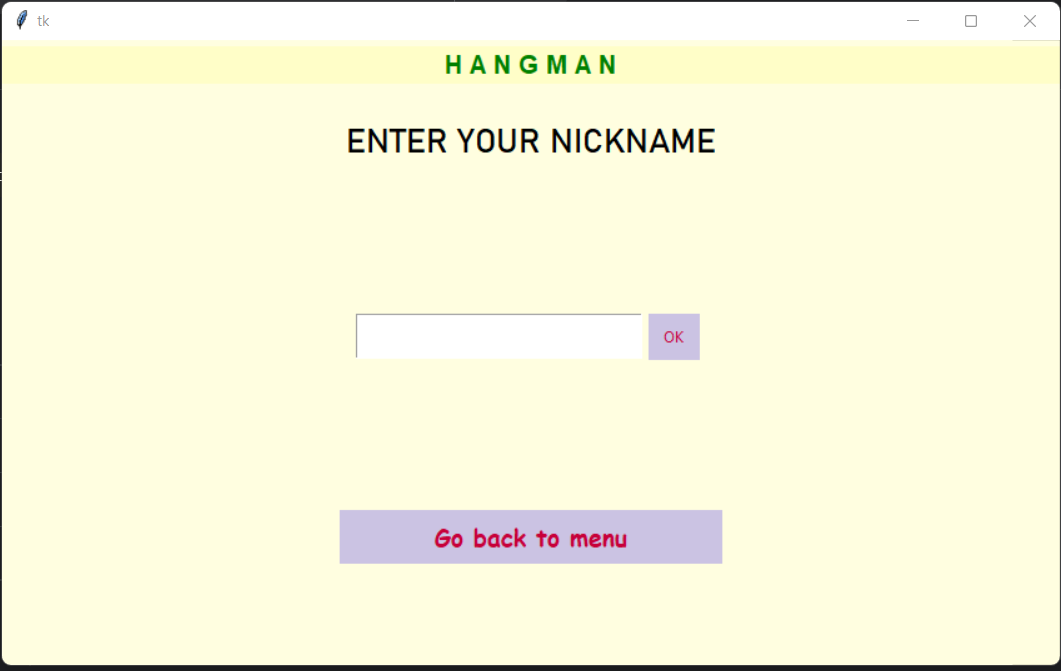 tk
H A N G M A N
ENTER YOUR NICKNAME
OK
Go back to menu